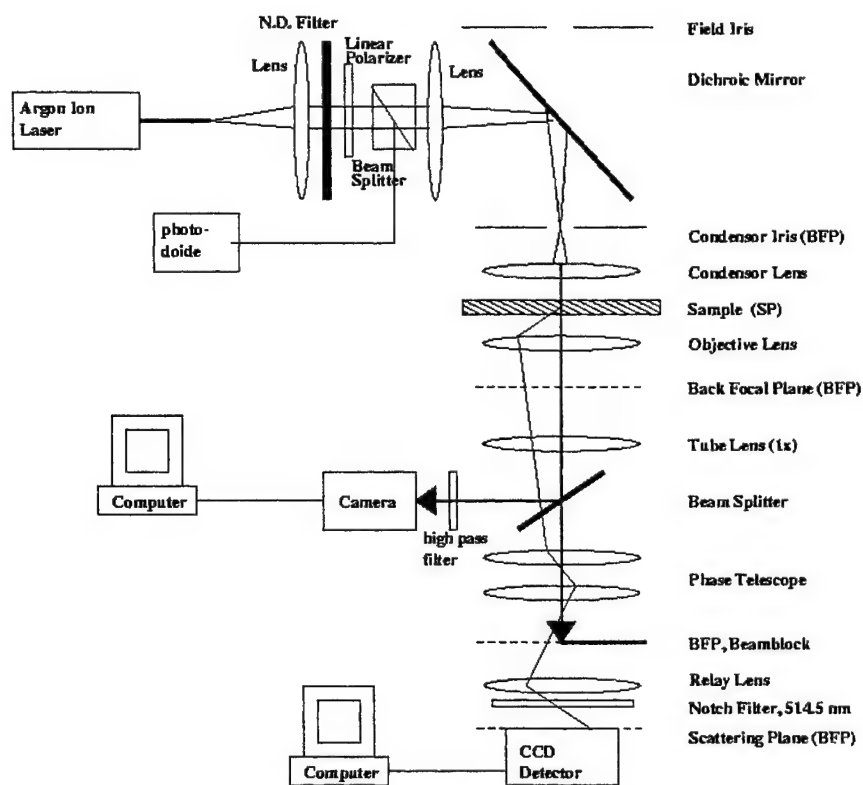 N.D. Filter
Linear
Polarizer
Lens
Lens
Field Iris
Dichroic Mirror
Argon Ion
Laser
Beam
Splitter
photo-
doide
Condensor Iris (BFP)
Condensor Lens
Sample (SP)
Objective Lens
Back Focal Plane (BFP)
Tube Lens (1x)
Computer
Camera
Beam Splitter
high pass
filter
Phase Telescope
BFP, Beamblock
Relay Lens
Notch Filter, 514.5 nm
Scattering Plane (BFP)
CCD
Detector
Computer